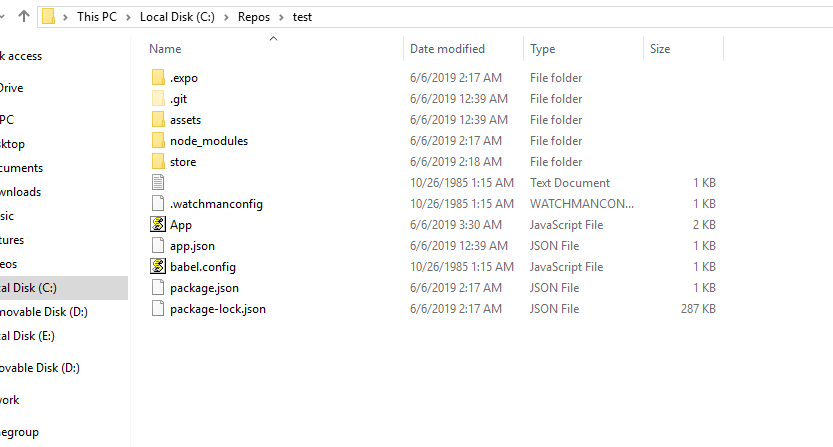 This PC > Local Disk (C:) > Repos > test
Name Date modified Type Size
k access
Drive
PC
sktop
cuments
wnloads
sic
tures
eos
al Disk (C:)
movable Disk (D:)
al Disk (E:)
ovable Disk (D:)
work
negroup
.expo 6/6/2019 2:17 AM File folder
.git 6/6/2019 12:39 AM File folder
assets 6/6/2019 12:39 AM File folder
node_modules 6/6/2019 2:17 AM File folder
store 6/6/2019 2:18 AM File folder
10/26/1985 1:15 AM Text Document 1 KB
.watchmanconfig 10/26/1985 1:15 AM WATCHMANCON... 1 KB
App 6/6/2019 3:30 AM JavaScript File 2 KB
app.json 6/6/2019 12:39 AM JSON File 1 KB
babel.config 10/26/1985 1:15 AM JavaScript File 1 KB
package.json 6/6/2019 2:17 AM JSON File 1 KB
package-lock.json 6/6/2019 2:17 AM JSON File 287 KB